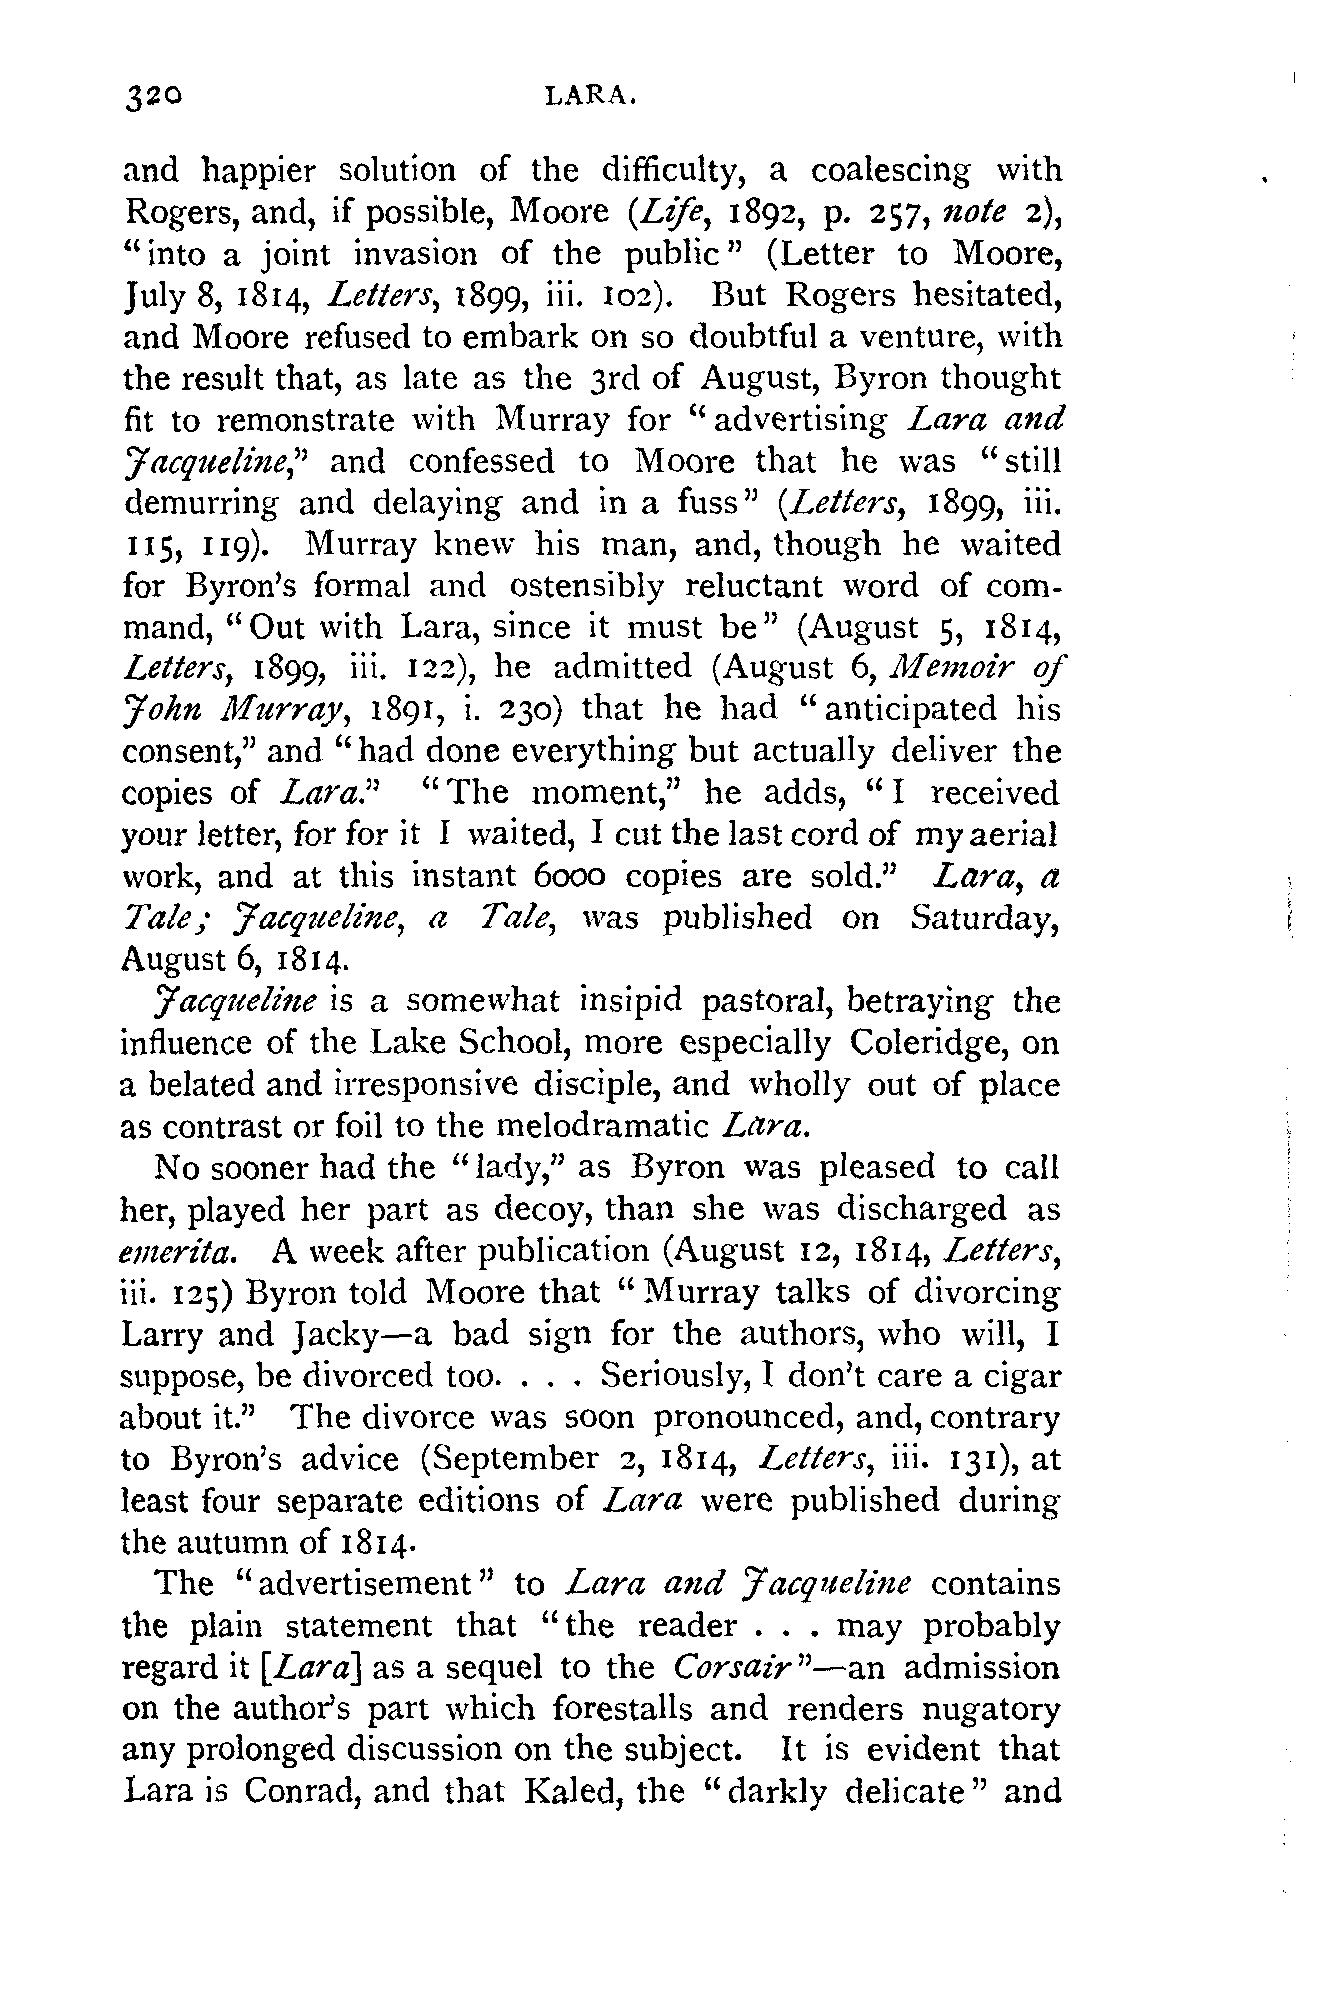 320 LARA.
and happier solution of the difficulty, a coalescing with
Rogers, and, if possible, Moore (Life, 1892, p. 257, note 2),
“into a joint invasion of the public” (Letter to Moore,
July 8, 1814, Letters, 1899, iii. 102). But Rogers hesitated,
and Moore refused to embark on so doubtful a venture, with
the result that, as late as the 3rd of August, Byron thought
fit to remonstrate with Murray for “advertising Lara and
Jacqueline,” and confessed to Moore that he was “still
demurring and delaying and in a fuss” (Letters, 1899, iii.
115, 119). Murray knew his man, and, though he waited
for Byron's formal and ostensibly reluctant word of com-
mand, “Out with Lara, since it must be” (August 5, 1814,
Letters, 1899, iii. 122), he admitted (August 6, Memoir of
John Murray, 1891, i. 230) that he had “anticipated his
consent,” and “had done everything but actually deliver the
copies of Lara.” “The moment,” he adds, “I received
your letter, for for it I waited, I cut the last cord of my aerial
work, and at this instant 6000 copies are sold.” Lara, a
Tale; Jacqueline, a Tale, was published on Saturday,
August 6, 1814.
Jacqueline is a somewhat insipid pastoral, betraying the
influence of the Lake School, more especially Coleridge, on
a belated and irresponsive disciple, and wholly out of place
as contrast or foil to the melodramatic Lara.
No sooner had the “lady,” as Byron was pleased to call
her, played her part as decoy, than she was discharged as
emerita. A week after publication (August 12, 1814, Letters,
iii. 125) Byron told Moore that “Murray talks of divorcing
Larry and Jacky—a bad sign for the authors, who will, I
suppose, be divorced too. . . . Seriously, I don't care a cigar
about it.” The divorce was soon pronounced, and, contrary
to Byron's advice (September 2, 1814, Letters, iii. 131), at
least four separate editions of Lara were published during
the autumn of 1814.
The “advertisement” to Lara and Jacqueline contains
the plain statement that “the reader . . . may probably
regard it [Lara] as a sequel to the Corsair”—an admission
on the author's part which forestalls and renders nugatory
any prolonged discussion on the subject. It is evident that
Lara is Conrad, and that Kaled, the “darkly delicate” and